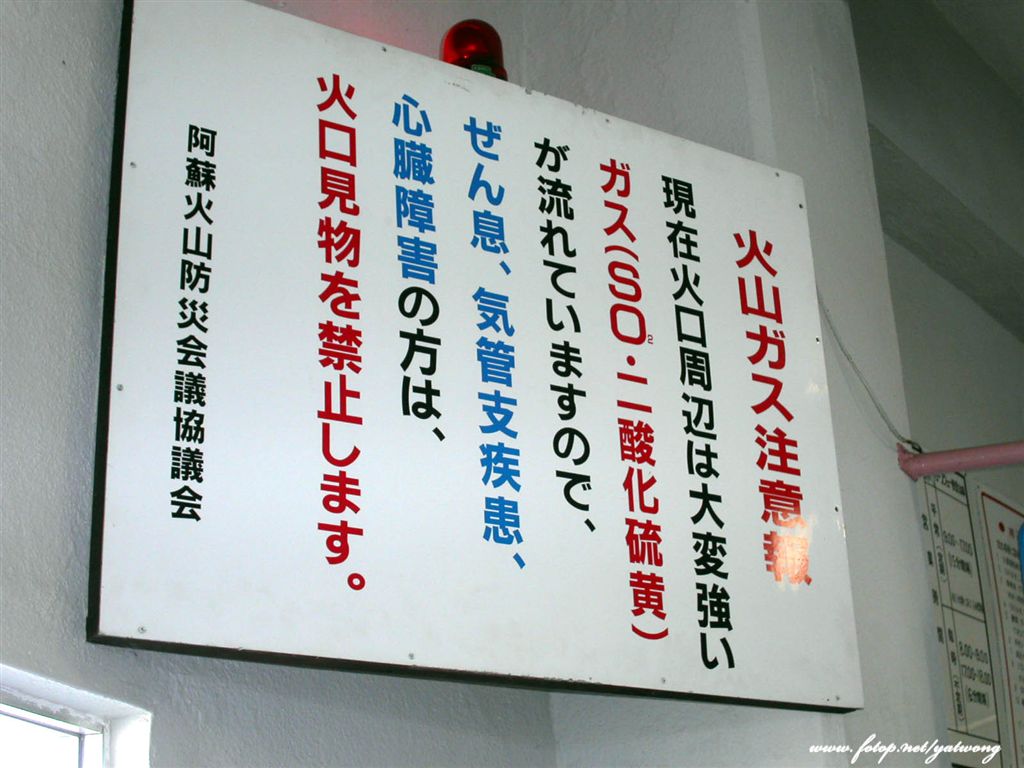 火山ガス注意報
現在火口周辺は大変強い
ガス(SO₂・二酸化硫黄)
が流れていますので、
ぜん息、気管支疾患、
心臓障害の方は、
火口見物を禁止します。
阿蘇火山防災会議協議会
www.fotop.net/yatwong